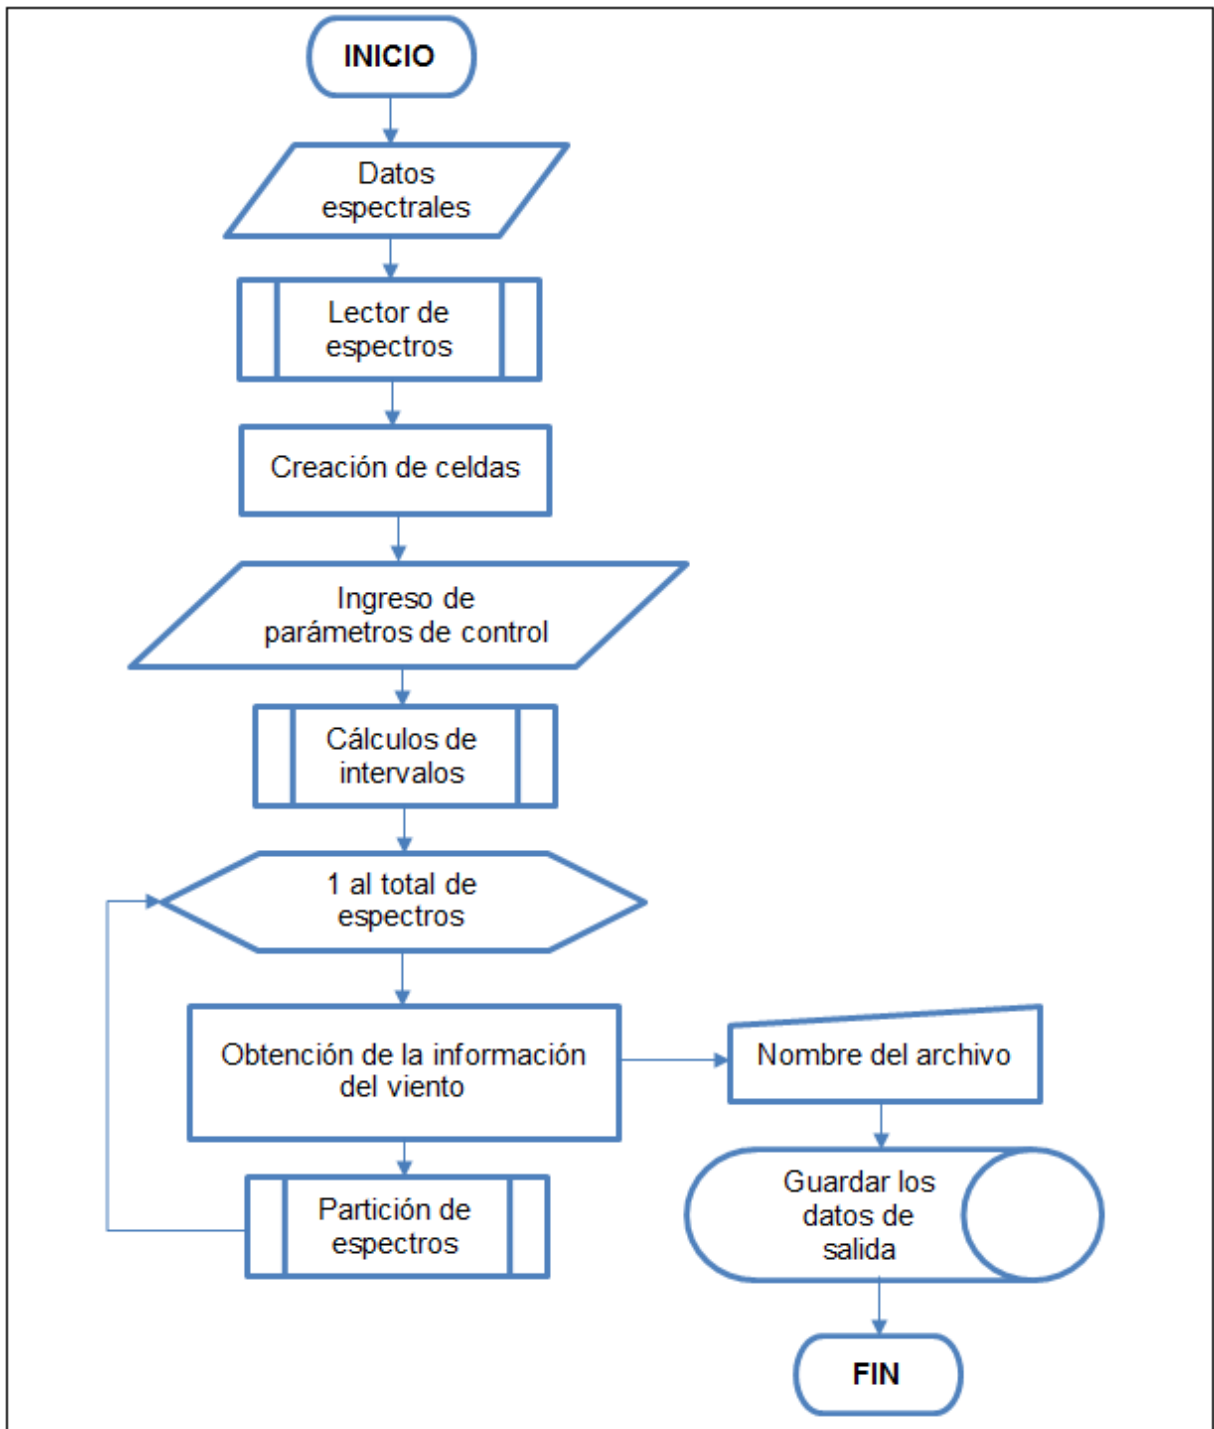 INICIO
Datos
espectrales
Lector de
espectros
Creación de celdas
Ingreso de
parámetros de control
Cálculos de
intervalos
1 al total de
espectros
Obtención de la información
del viento
Nombre del archivo
Partición de
espectros
Guardar los
datos de
salida
FIN